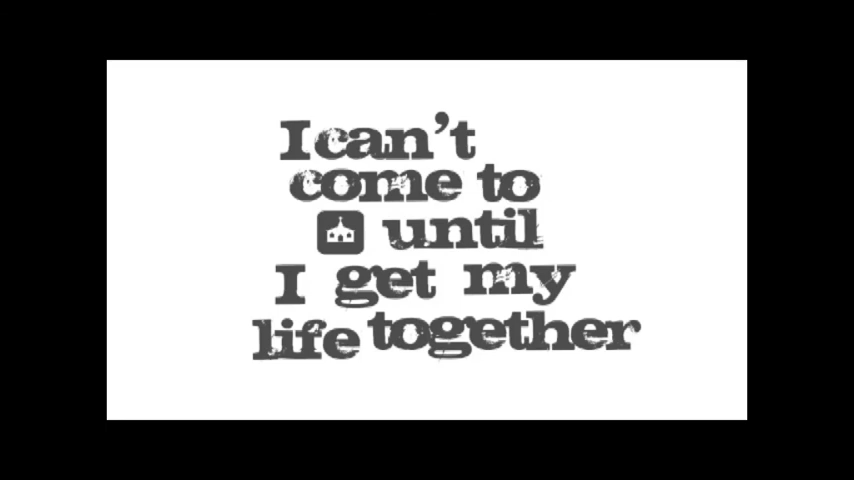 I can't
come to
until
I get my
life together